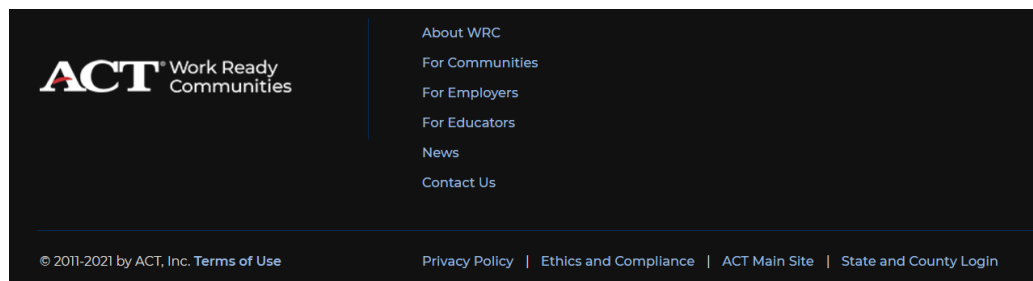 ACT® Work Ready
Communities
About WRC
For Communities
For Employers
For Educators
News
Contact Us
© 2011-2021 by ACT, Inc. Terms of Use
Privacy Policy | Ethics and Compliance | ACT Main Site | State and County Login